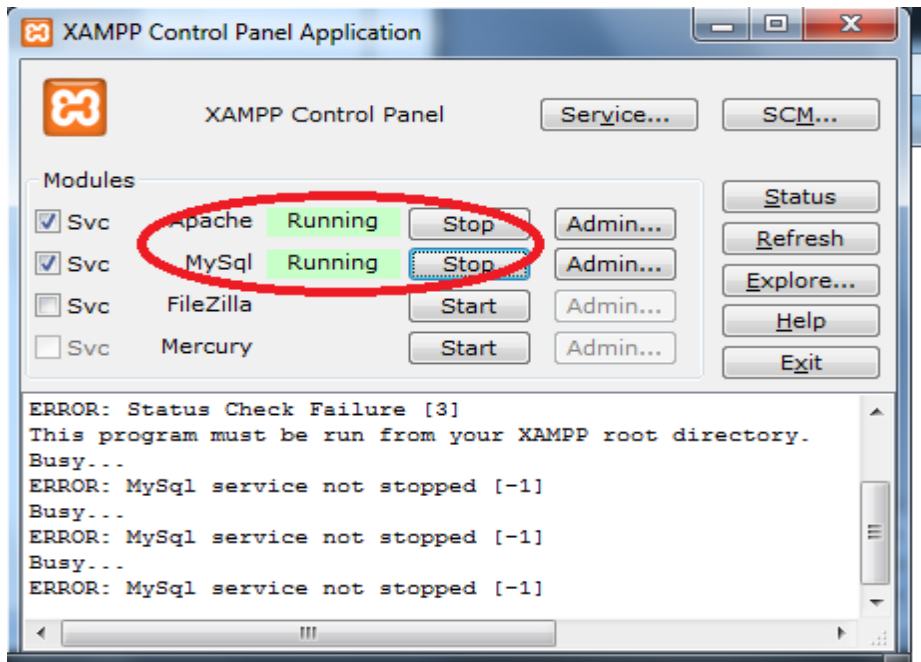 XAMPP Control Panel Application
XAMPP Control Panel Service... SCM...
Modules
Svc Apache Running Stop Admin... Status
Svc MySql Running Stop Admin... Refresh
Svc FileZilla Start Admin... Explore...
Svc Mercury Start Admin... Help
Exit
ERROR: Status Check Failure [3]
This program must be run from your XAMPP root directory.
Busy...
ERROR: MySql service not stopped [-1]
Busy...
ERROR: MySql service not stopped [-1]
Busy...
ERROR: MySql service not stopped [-1]